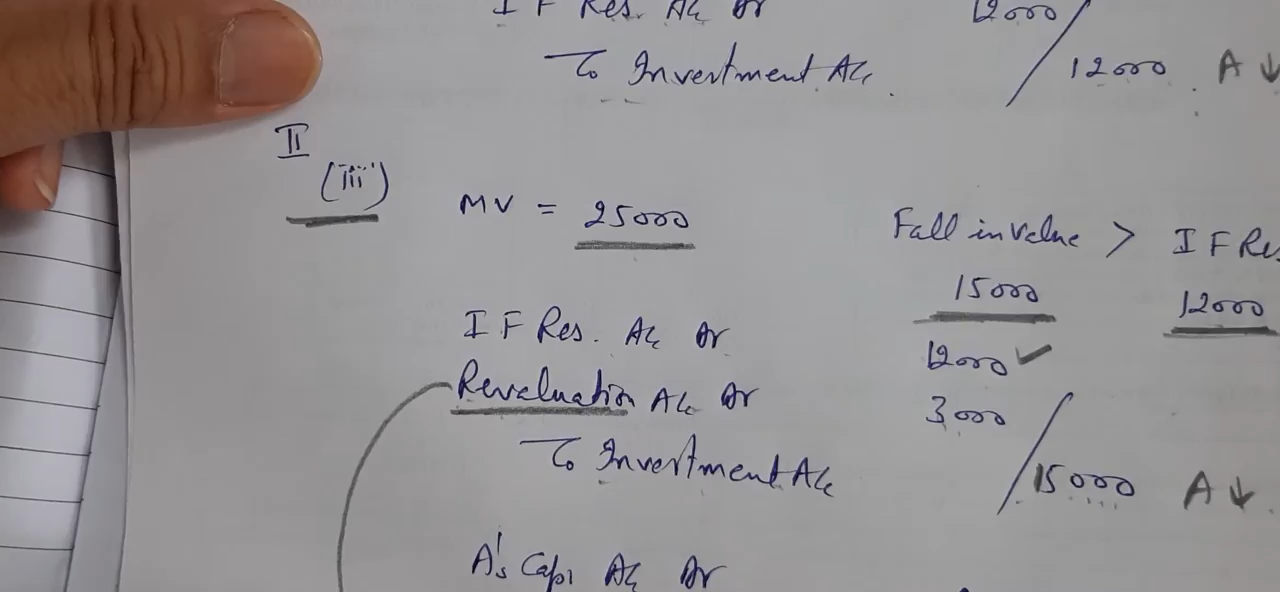 I F Res. A/c Dr 12000
To Investment A/c. 12000 A↓
II
(iii)
MV = 25000
Fall in value > I F Res
15000 12000
I F Res. A/c Dr 12000 ✓
Revaluation A/c Dr 3000
To Investment A/c 15000 A↓.
A's Capi A/c Dr